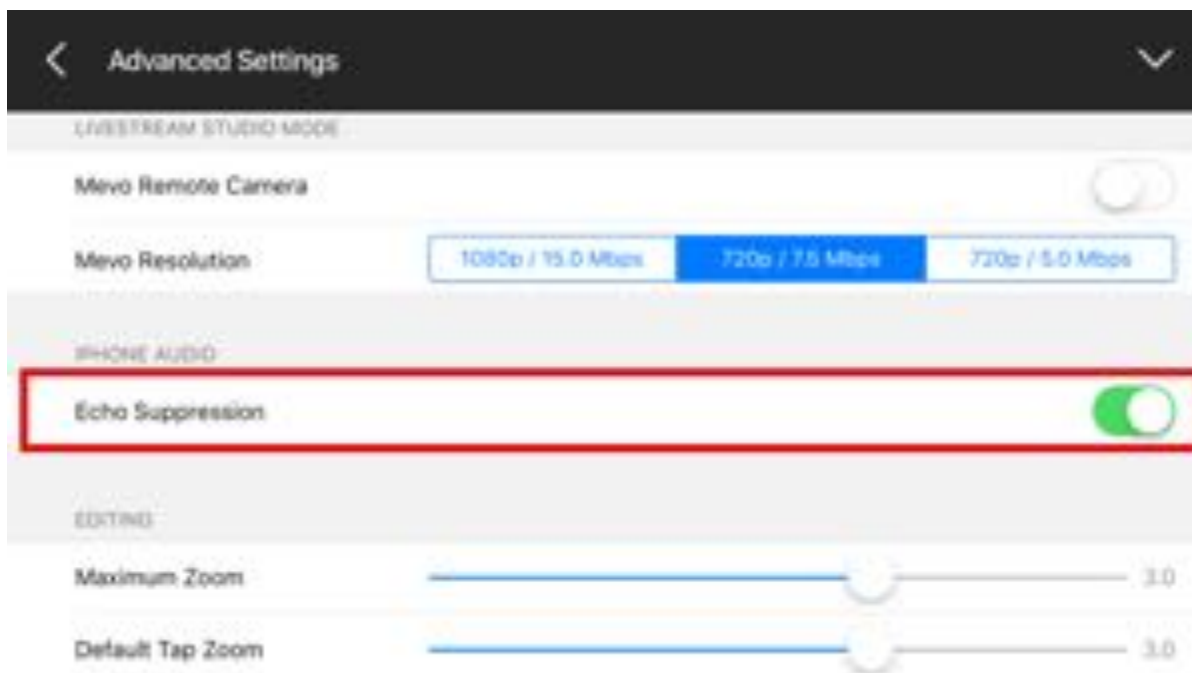 Advanced Settings
LIVESTREAM STUDIO MODE
Mevo Remote Camera
Mevo Resolution 1080p / 15.0 Mbps 720p / 7.5 Mbps 720p / 5.0 Mbps
IPHONE AUDIO
Echo Suppression
EDITING
Maximum Zoom 3.0
Default Tap Zoom 3.0